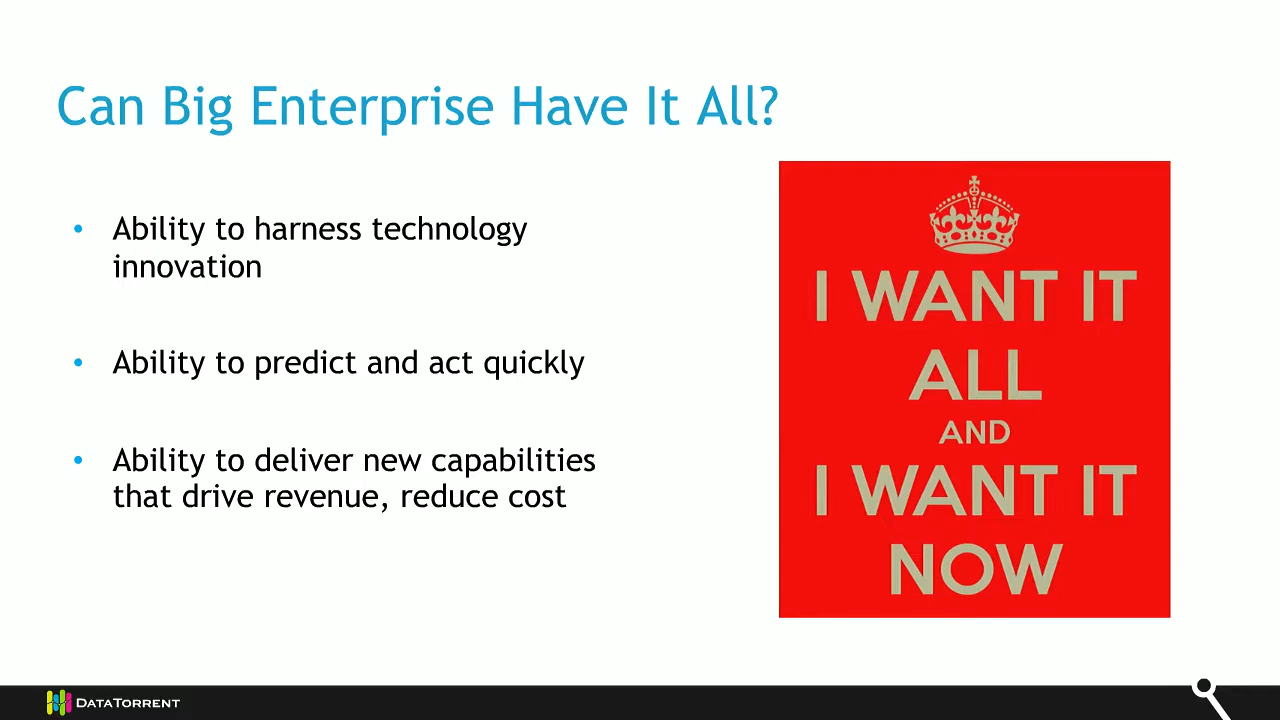 Can Big Enterprise Have It All?
• Ability to harness technology
innovation
• Ability to predict and act quickly
• Ability to deliver new capabilities
that drive revenue, reduce cost
I WANT IT
ALL
AND
I WANT IT
NOW
DATATORRENT